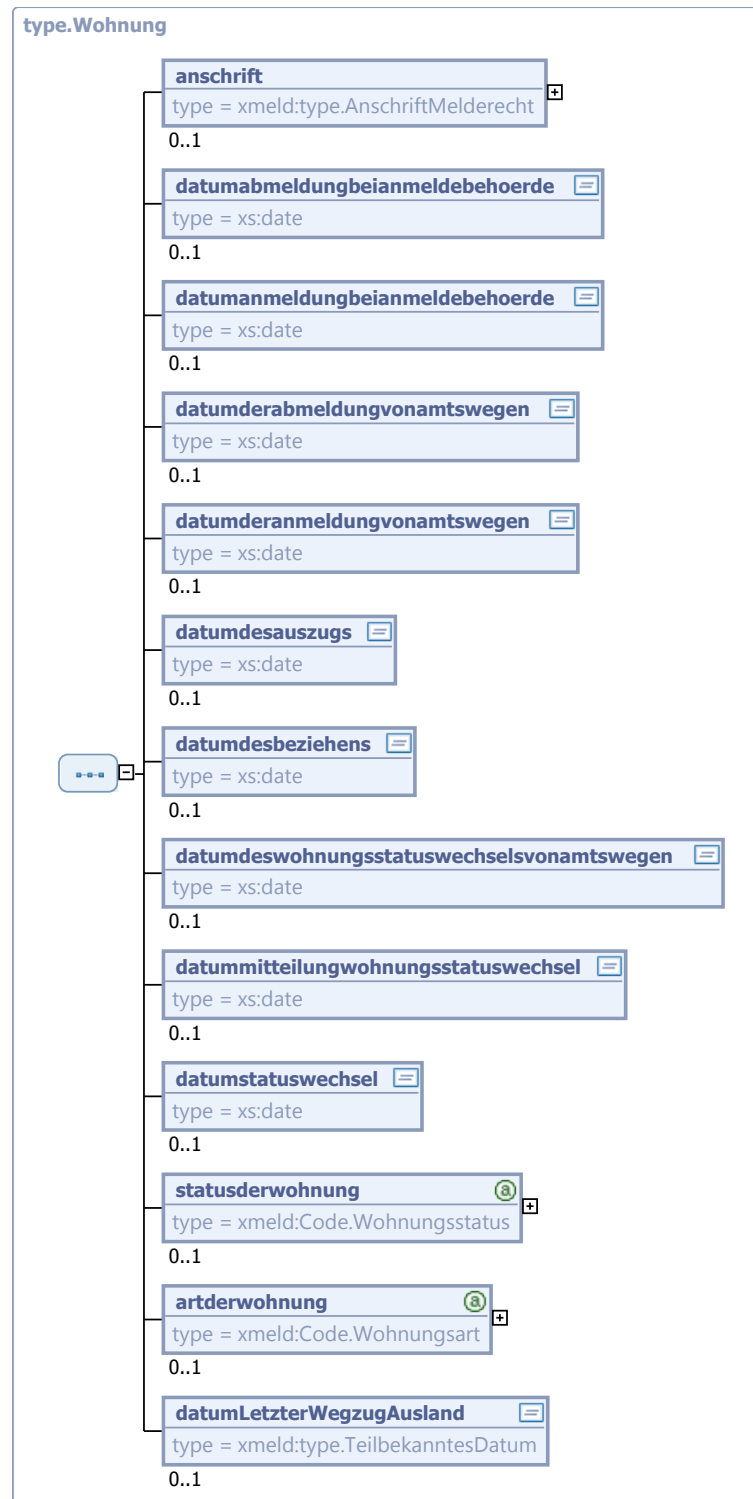 type.Wohnung
anschrift
type = xmeld:type.AnschriftMelderecht
0..1
datumabmeldungbeianmeldebehoerde
type = xs:date
0..1
datumanmeldungbeianmeldebehoerde
type = xs:date
0..1
datumderabmeldungvonamtswegen
type = xs:date
0..1
datumderanmeldungvonamtswegen
type = xs:date
0..1
datumdesauszugs
type = xs:date
0..1
datumdesbeziehens
type = xs:date
0..1
datumdeswohnungsstatuswechselsvonamtswegen
type = xs:date
0..1
datummitteilungwohnungsstatuswechsel
type = xs:date
0..1
datumstatuswechsel
type = xs:date
0..1
statusderwohnung a
type = xmeld:Code.Wohnungsstatus
0..1
artderwohnung a
type = xmeld:Code.Wohnungsart
0..1
datumLetzterWegzugAusland
type = xmeld:type.TeilbekanntesDatum
0..1